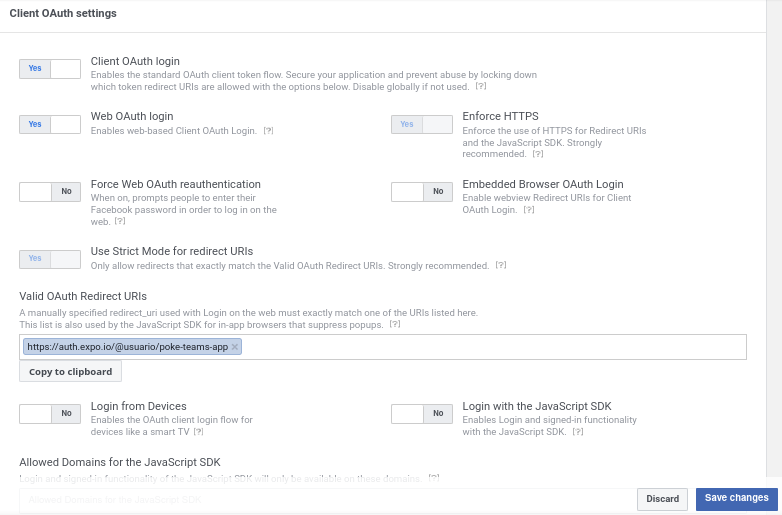 Client OAuth settings
Yes
Client OAuth login
Enables the standard OAuth client token flow. Secure your application and prevent abuse by locking down
which token redirect URIs are allowed with the options below. Disable globally if not used. [?]
Yes
Web OAuth login
Enables web-based Client OAuth Login. [?]
Yes
Enforce HTTPS
Enforce the use of HTTPS for Redirect URIs
and the JavaScript SDK. Strongly
recommended. [?]
No
Force Web OAuth reauthentication
When on, prompts people to enter their
Facebook password in order to log in on the
web. [?]
No
Embedded Browser OAuth Login
Enable webview Redirect URIs for Client
OAuth Login. [?]
Yes
Use Strict Mode for redirect URIs
Only allow redirects that exactly match the Valid OAuth Redirect URIs. Strongly recommended. [?]
Valid OAuth Redirect URIs
A manually specified redirect_uri used with Login on the web must exactly match one of the URIs listed here.
This list is also used by the JavaScript SDK for in-app browsers that suppress popups. [?]
https://auth.expo.io/@usuario/poke-teams-app ×
Copy to clipboard
No
Login from Devices
Enables the OAuth client login flow for
devices like a smart TV [?]
No
Login with the JavaScript SDK
Enables Login and signed-in functionality
with the JavaScript SDK. [?]
Allowed Domains for the JavaScript SDK
Login and signed-in functionality of the JavaScript SDK will only be available on these domains. [?]
Allowed Domains for the JavaScript SDK
Discard
Save changes